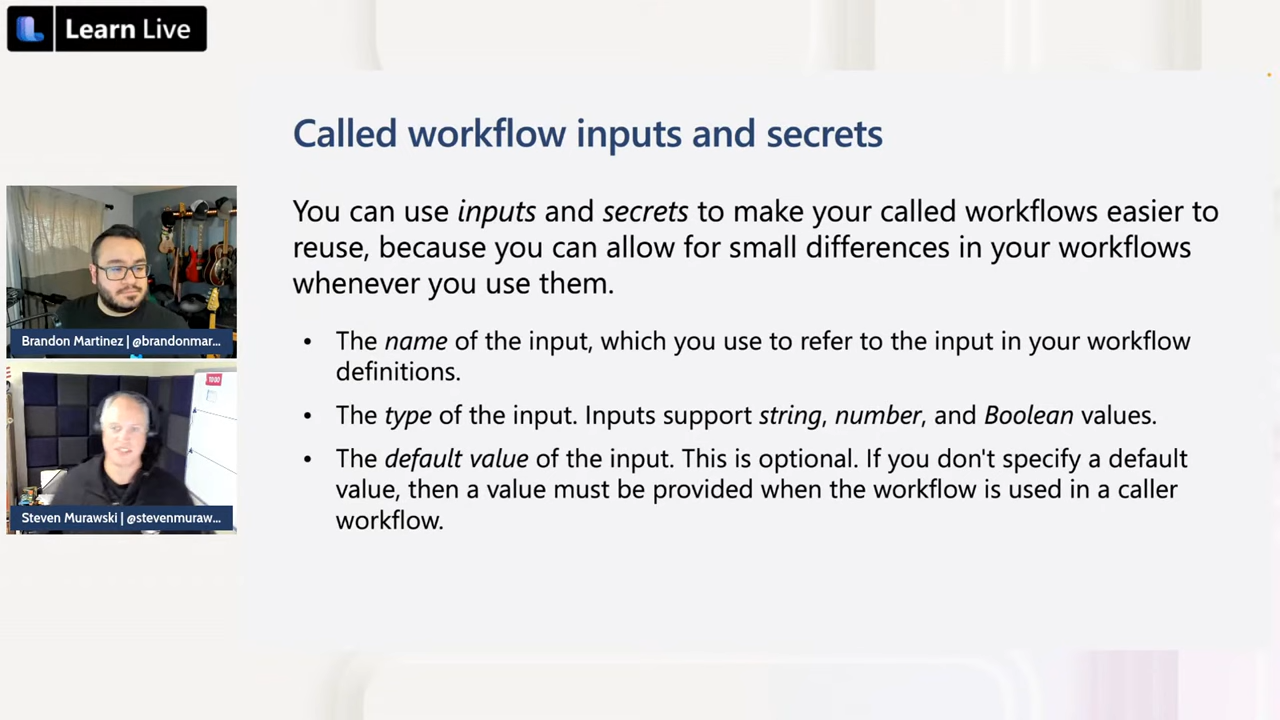 Learn Live
Called workflow inputs and secrets
You can use inputs and secrets to make your called workflows easier to
reuse, because you can allow for small differences in your workflows
whenever you use them.
• The name of the input, which you use to refer to the input in your workflow
definitions.
• The type of the input. Inputs support string, number, and Boolean values.
• The default value of the input. This is optional. If you don't specify a default
value, then a value must be provided when the workflow is used in a caller
workflow.
Brandon Martinez | @brandonmar...
Steven Murawski | @stevenmuraw...